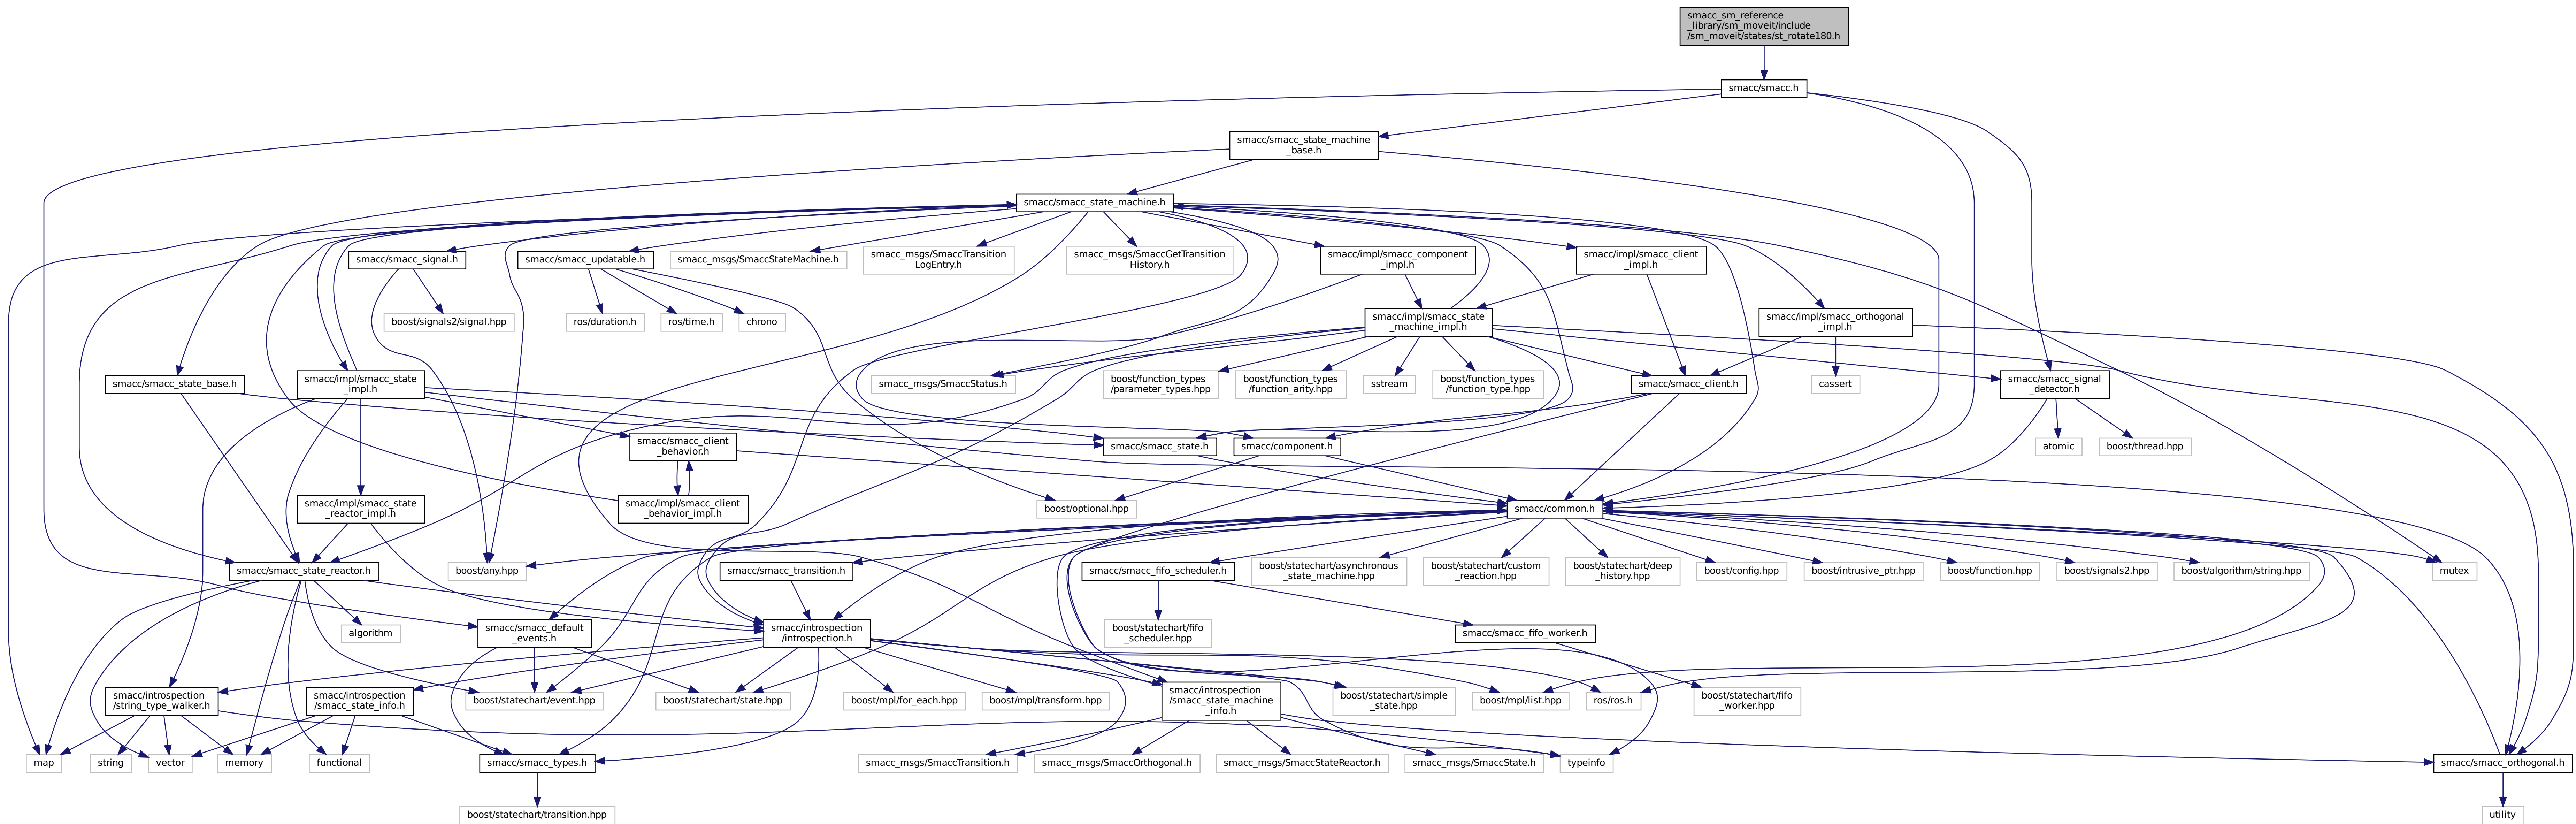 smacc_sm_reference
_library/sm_moveit/include
/sm_moveit/states/st_rotate180.h
smacc/smacc.h
smacc/smacc_state_machine
_base.h
smacc/smacc_state_machine.h
smacc/smacc_signal.h
smacc/smacc_updatable.h
smacc_msgs/SmaccStateMachine.h
smacc_msgs/SmaccTransition
LogEntry.h
smacc_msgs/SmaccGetTransition
History.h
smacc/impl/smacc_component
_impl.h
smacc/impl/smacc_client
_impl.h
boost/signals2/signal.hpp
ros/duration.h
ros/time.h
chrono
smacc/impl/smacc_state
_machine_impl.h
smacc/impl/smacc_orthogonal
_impl.h
smacc/smacc_state_base.h
smacc/impl/smacc_state
_impl.h
smacc_msgs/SmaccStatus.h
boost/function_types
/parameter_types.hpp
boost/function_types
/function_arity.hpp
sstream
boost/function_types
/function_type.hpp
smacc/smacc_client.h
cassert
smacc/smacc_signal
_detector.h
smacc/smacc_client
_behavior.h
smacc/smacc_state.h
smacc/component.h
atomic
boost/thread.hpp
smacc/impl/smacc_state
_reactor_impl.h
smacc/impl/smacc_client
_behavior_impl.h
boost/optional.hpp
smacc/common.h
smacc/smacc_state_reactor.h
boost/any.hpp
smacc/smacc_transition.h
smacc/smacc_fifo_scheduler.h
boost/statechart/asynchronous
_state_machine.hpp
boost/statechart/custom
_reaction.hpp
boost/statechart/deep
_history.hpp
boost/config.hpp
boost/intrusive_ptr.hpp
boost/function.hpp
boost/signals2.hpp
boost/algorithm/string.hpp
mutex
algorithm
smacc/smacc_default
_events.h
smacc/introspection
/introspection.h
boost/statechart/fifo
_scheduler.hpp
smacc/smacc_fifo_worker.h
smacc/introspection
/string_type_walker.h
smacc/introspection
/smacc_state_info.h
boost/statechart/event.hpp
boost/statechart/state.hpp
boost/mpl/for_each.hpp
boost/mpl/transform.hpp
smacc/introspection
/smacc_state_machine
_info.h
boost/statechart/simple
_state.hpp
boost/mpl/list.hpp
ros/ros.h
boost/statechart/fifo
_worker.hpp
map
string
vector
memory
functional
smacc/smacc_types.h
smacc_msgs/SmaccTransition.h
smacc_msgs/SmaccOrthogonal.h
smacc_msgs/SmaccStateReactor.h
smacc_msgs/SmaccState.h
typeinfo
smacc/smacc_orthogonal.h
boost/statechart/transition.hpp
utility